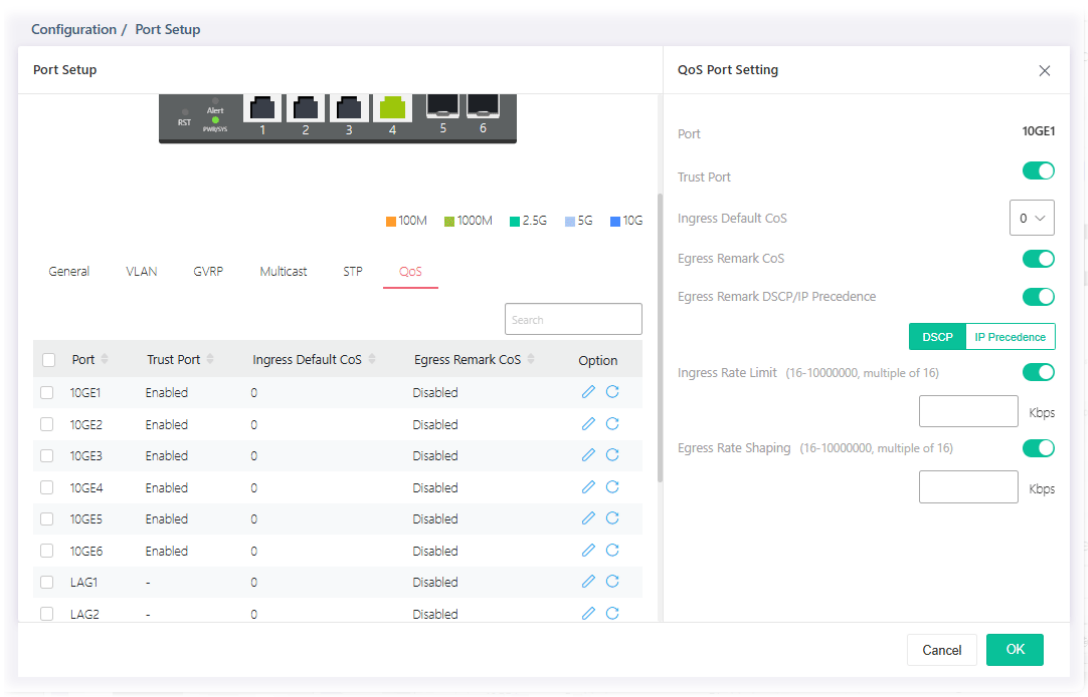 Configuration / Port Setup
Port Setup
RST
Alert
PWR/SYS
1 2 3 4 5 6
100M 1000M 2.5G 5G 10G
General VLAN GVRP Multicast STP QoS
Search
Port Trust Port Ingress Default CoS Egress Remark CoS Option
10GE1 Enabled 0 Disabled
10GE2 Enabled 0 Disabled
10GE3 Enabled 0 Disabled
10GE4 Enabled 0 Disabled
10GE5 Enabled 0 Disabled
10GE6 Enabled 0 Disabled
LAG1 - 0 Disabled
LAG2 - 0 Disabled
QoS Port Setting
Port 10GE1
Trust Port
Ingress Default CoS 0
Egress Remark CoS
Egress Remark DSCP/IP Precedence
DSCP IP Precedence
Ingress Rate Limit (16-10000000, multiple of 16)
Kbps
Egress Rate Shaping (16-10000000, multiple of 16)
Kbps
Cancel OK